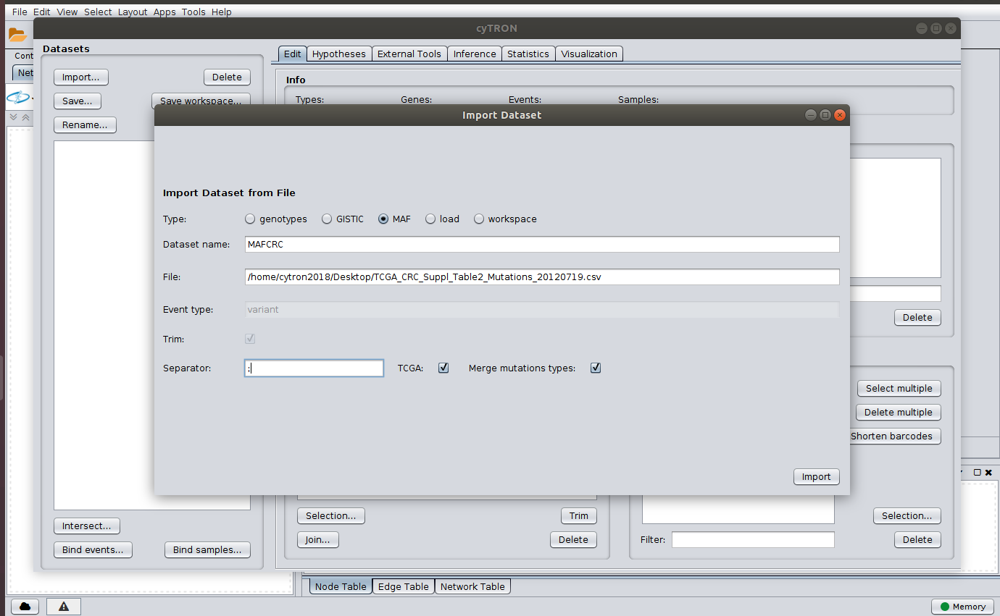 File Edit View Select Layout Apps Tools Help
cyTRON
Cont
Net
Datasets
Import... Delete
Save... Save workspace...
Rename...
Edit Hypotheses External Tools Inference Statistics Visualization
Info
Types: Genes: Events: Samples:
Import Dataset
Import Dataset from File
Type: genotypes GISTIC MAF load workspace
Dataset name: MAFCRC
File: /home/cytron2018/Desktop/TCGA_CRC_Suppl_Table2_Mutations_20120719.csv
Event type: variant
Trim:
Separator: ; TCGA: Merge mutations types:
Import
Delete
Select multiple
Delete multiple
Shorten barcodes
Intersect...
Bind events... Bind samples...
Selection... Trim
Join... Delete
Selection...
Filter: Delete
Node Table Edge Table Network Table
Memory